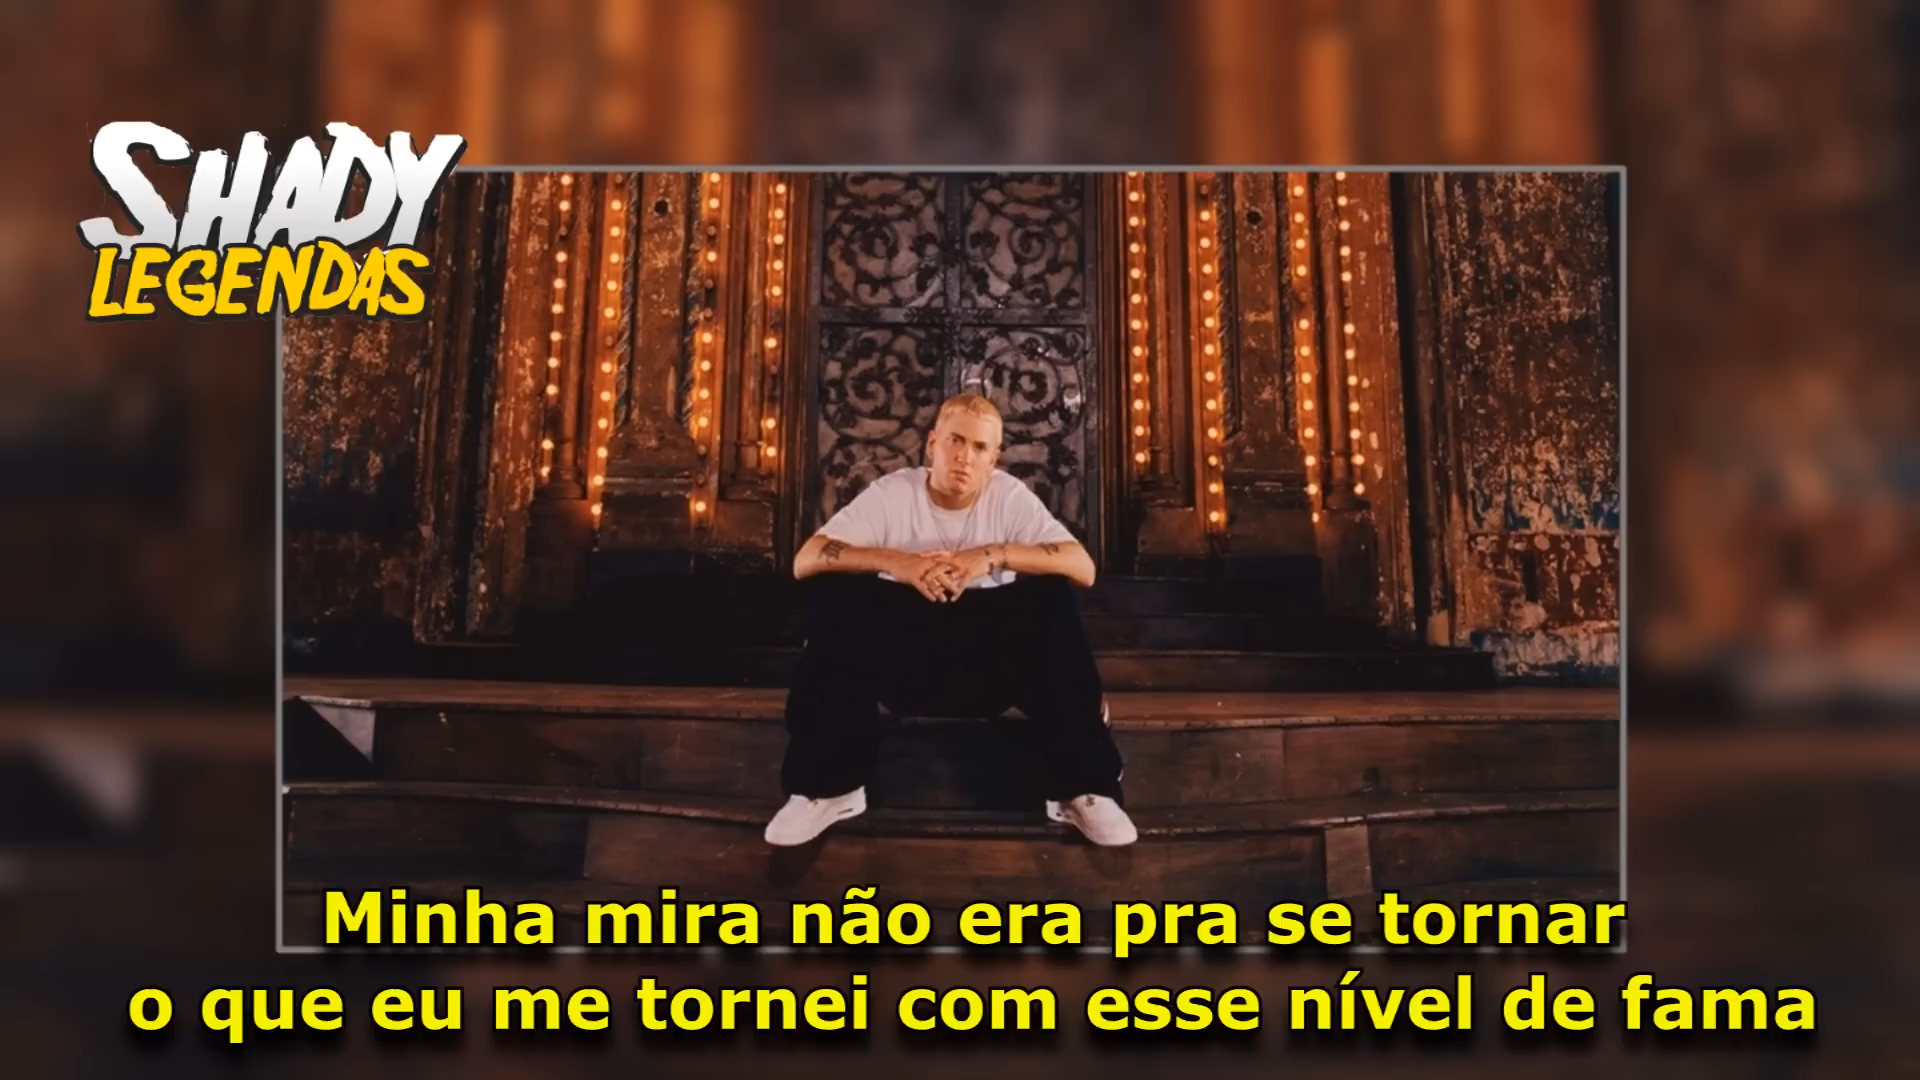 SHADY
LEGENDAS
Minha mira não era pra se tornar
o que eu me tornei com esse nível de fama